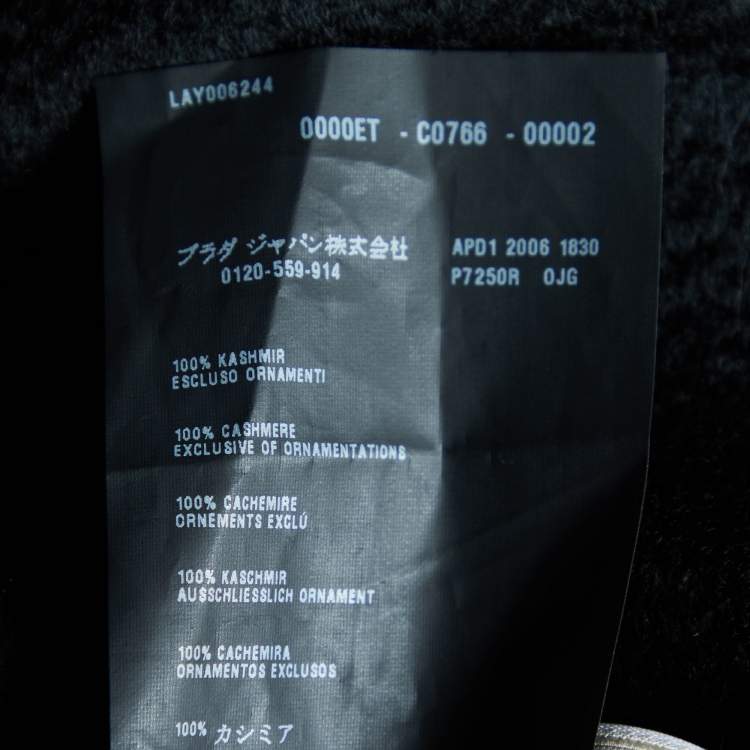 LAY006244
0000ET - C0766 - 00002
プラダ ジャパン株式会社
0120-559-914
APD1 2006 1830
P7250R OJG
100% KASHMIR
ESCLUSO ORNAMENTI
100% CASHMERE
EXCLUSIVE OF ORNAMENTATIONS
100% CACHEMIRE
ORNEMENTS EXCLÚ
100% KASCHMIR
AUSSCHLIESSLICH ORNAMENT
100% CACHEMIRA
ORNAMENTOS EXCLUSOS
100% カシミア